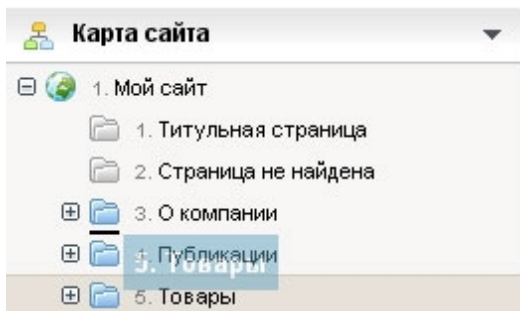 Карта сайта
1. Мой сайт
1. Титульная страница
2. Страница не найдена
3. О компании
4. Публикации
5. Товары
5. Товары